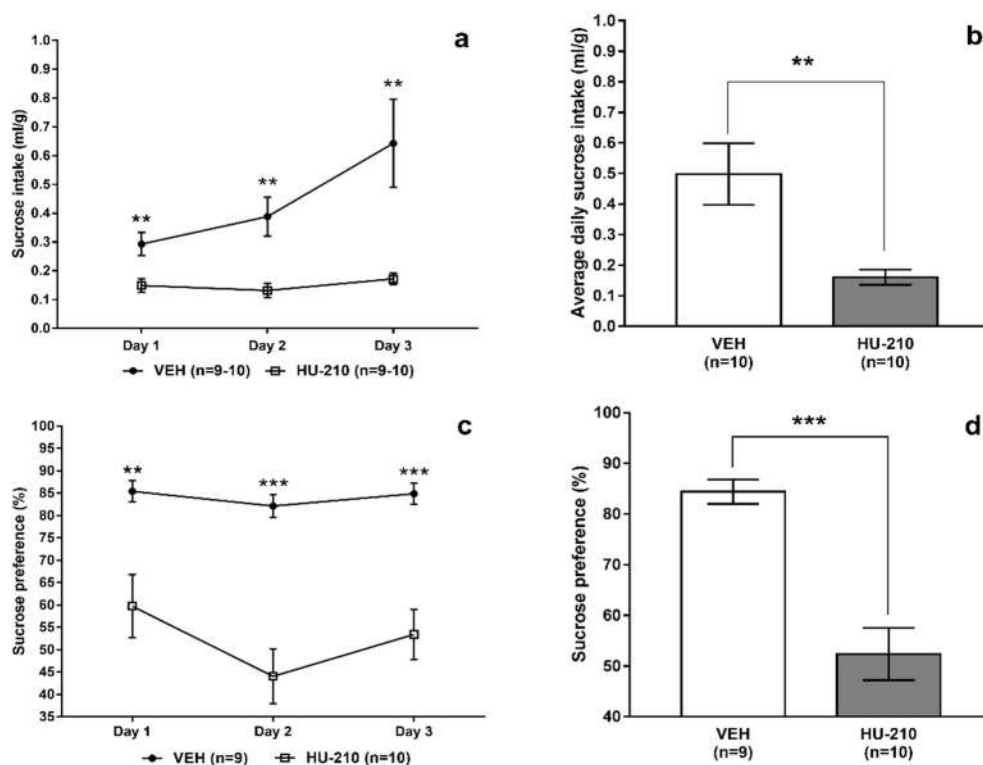 a
Sucrose intake (ml/g)
1.0
0.9
0.8
0.7
0.6
0.5
0.4
0.3
0.2
0.1
0.0
**
**
**
Day 1
Day 2
Day 3
VEH (n=9-10)
HU-210 (n=9-10)
b
Average daily sucrose intake (ml/g)
1.0
0.9
0.8
0.7
0.6
0.5
0.4
0.3
0.2
0.1
0.0
**
VEH
(n=10)
HU-210
(n=10)
c
Sucrose preference (%)
100
95
90
85
80
75
70
65
60
55
50
45
40
35
**
***
***
Day 1
Day 2
Day 3
VEH (n=9)
HU-210 (n=10)
d
Sucrose preference (%)
100
90
80
70
60
50
40
***
VEH
(n=9)
HU-210
(n=10)